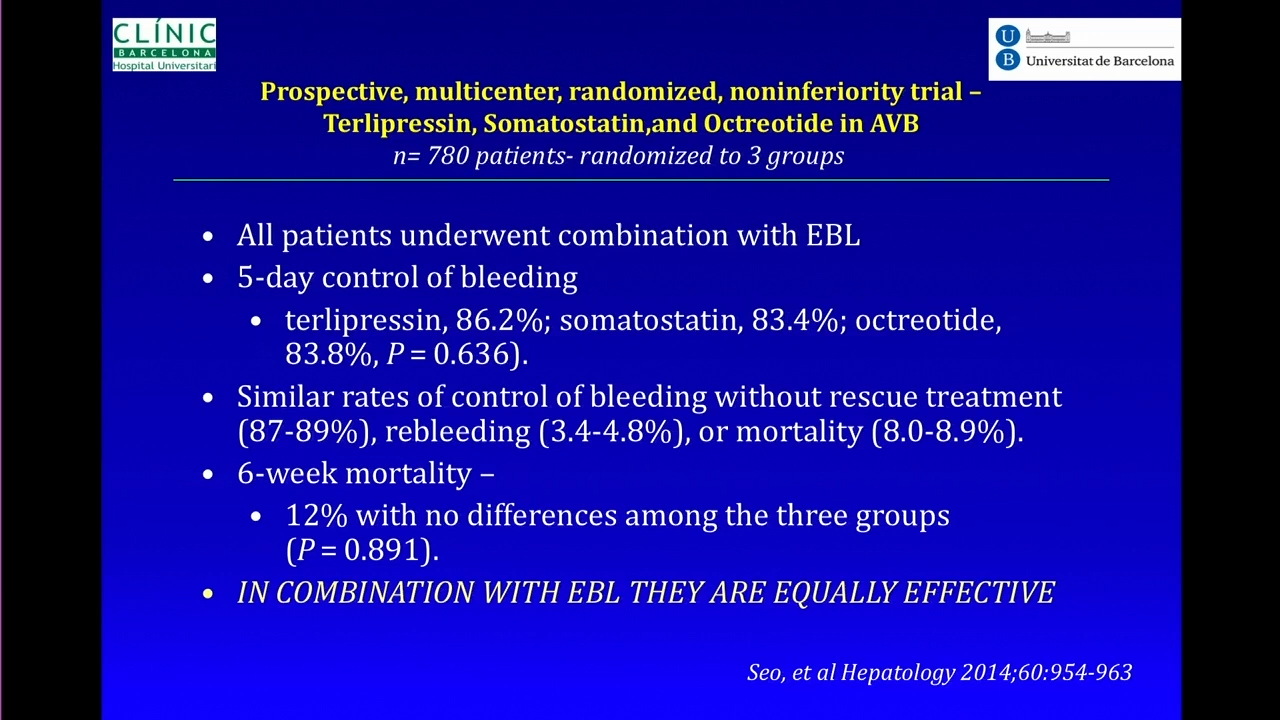 CLÍNIC
BARCELONA
Hospital Universitari
U
B
Universitat de Barcelona
Prospective, multicenter, randomized, noninferiority trial –
Terlipressin, Somatostatin,and Octreotide in AVB
n= 780 patients- randomized to 3 groups
• All patients underwent combination with EBL
• 5-day control of bleeding
• terlipressin, 86.2%; somatostatin, 83.4%; octreotide,
83.8%, P = 0.636).
• Similar rates of control of bleeding without rescue treatment
(87-89%), rebleeding (3.4-4.8%), or mortality (8.0-8.9%).
• 6-week mortality –
• 12% with no differences among the three groups
(P = 0.891).
• IN COMBINATION WITH EBL THEY ARE EQUALLY EFFECTIVE
Seo, et al Hepatology 2014;60:954-963